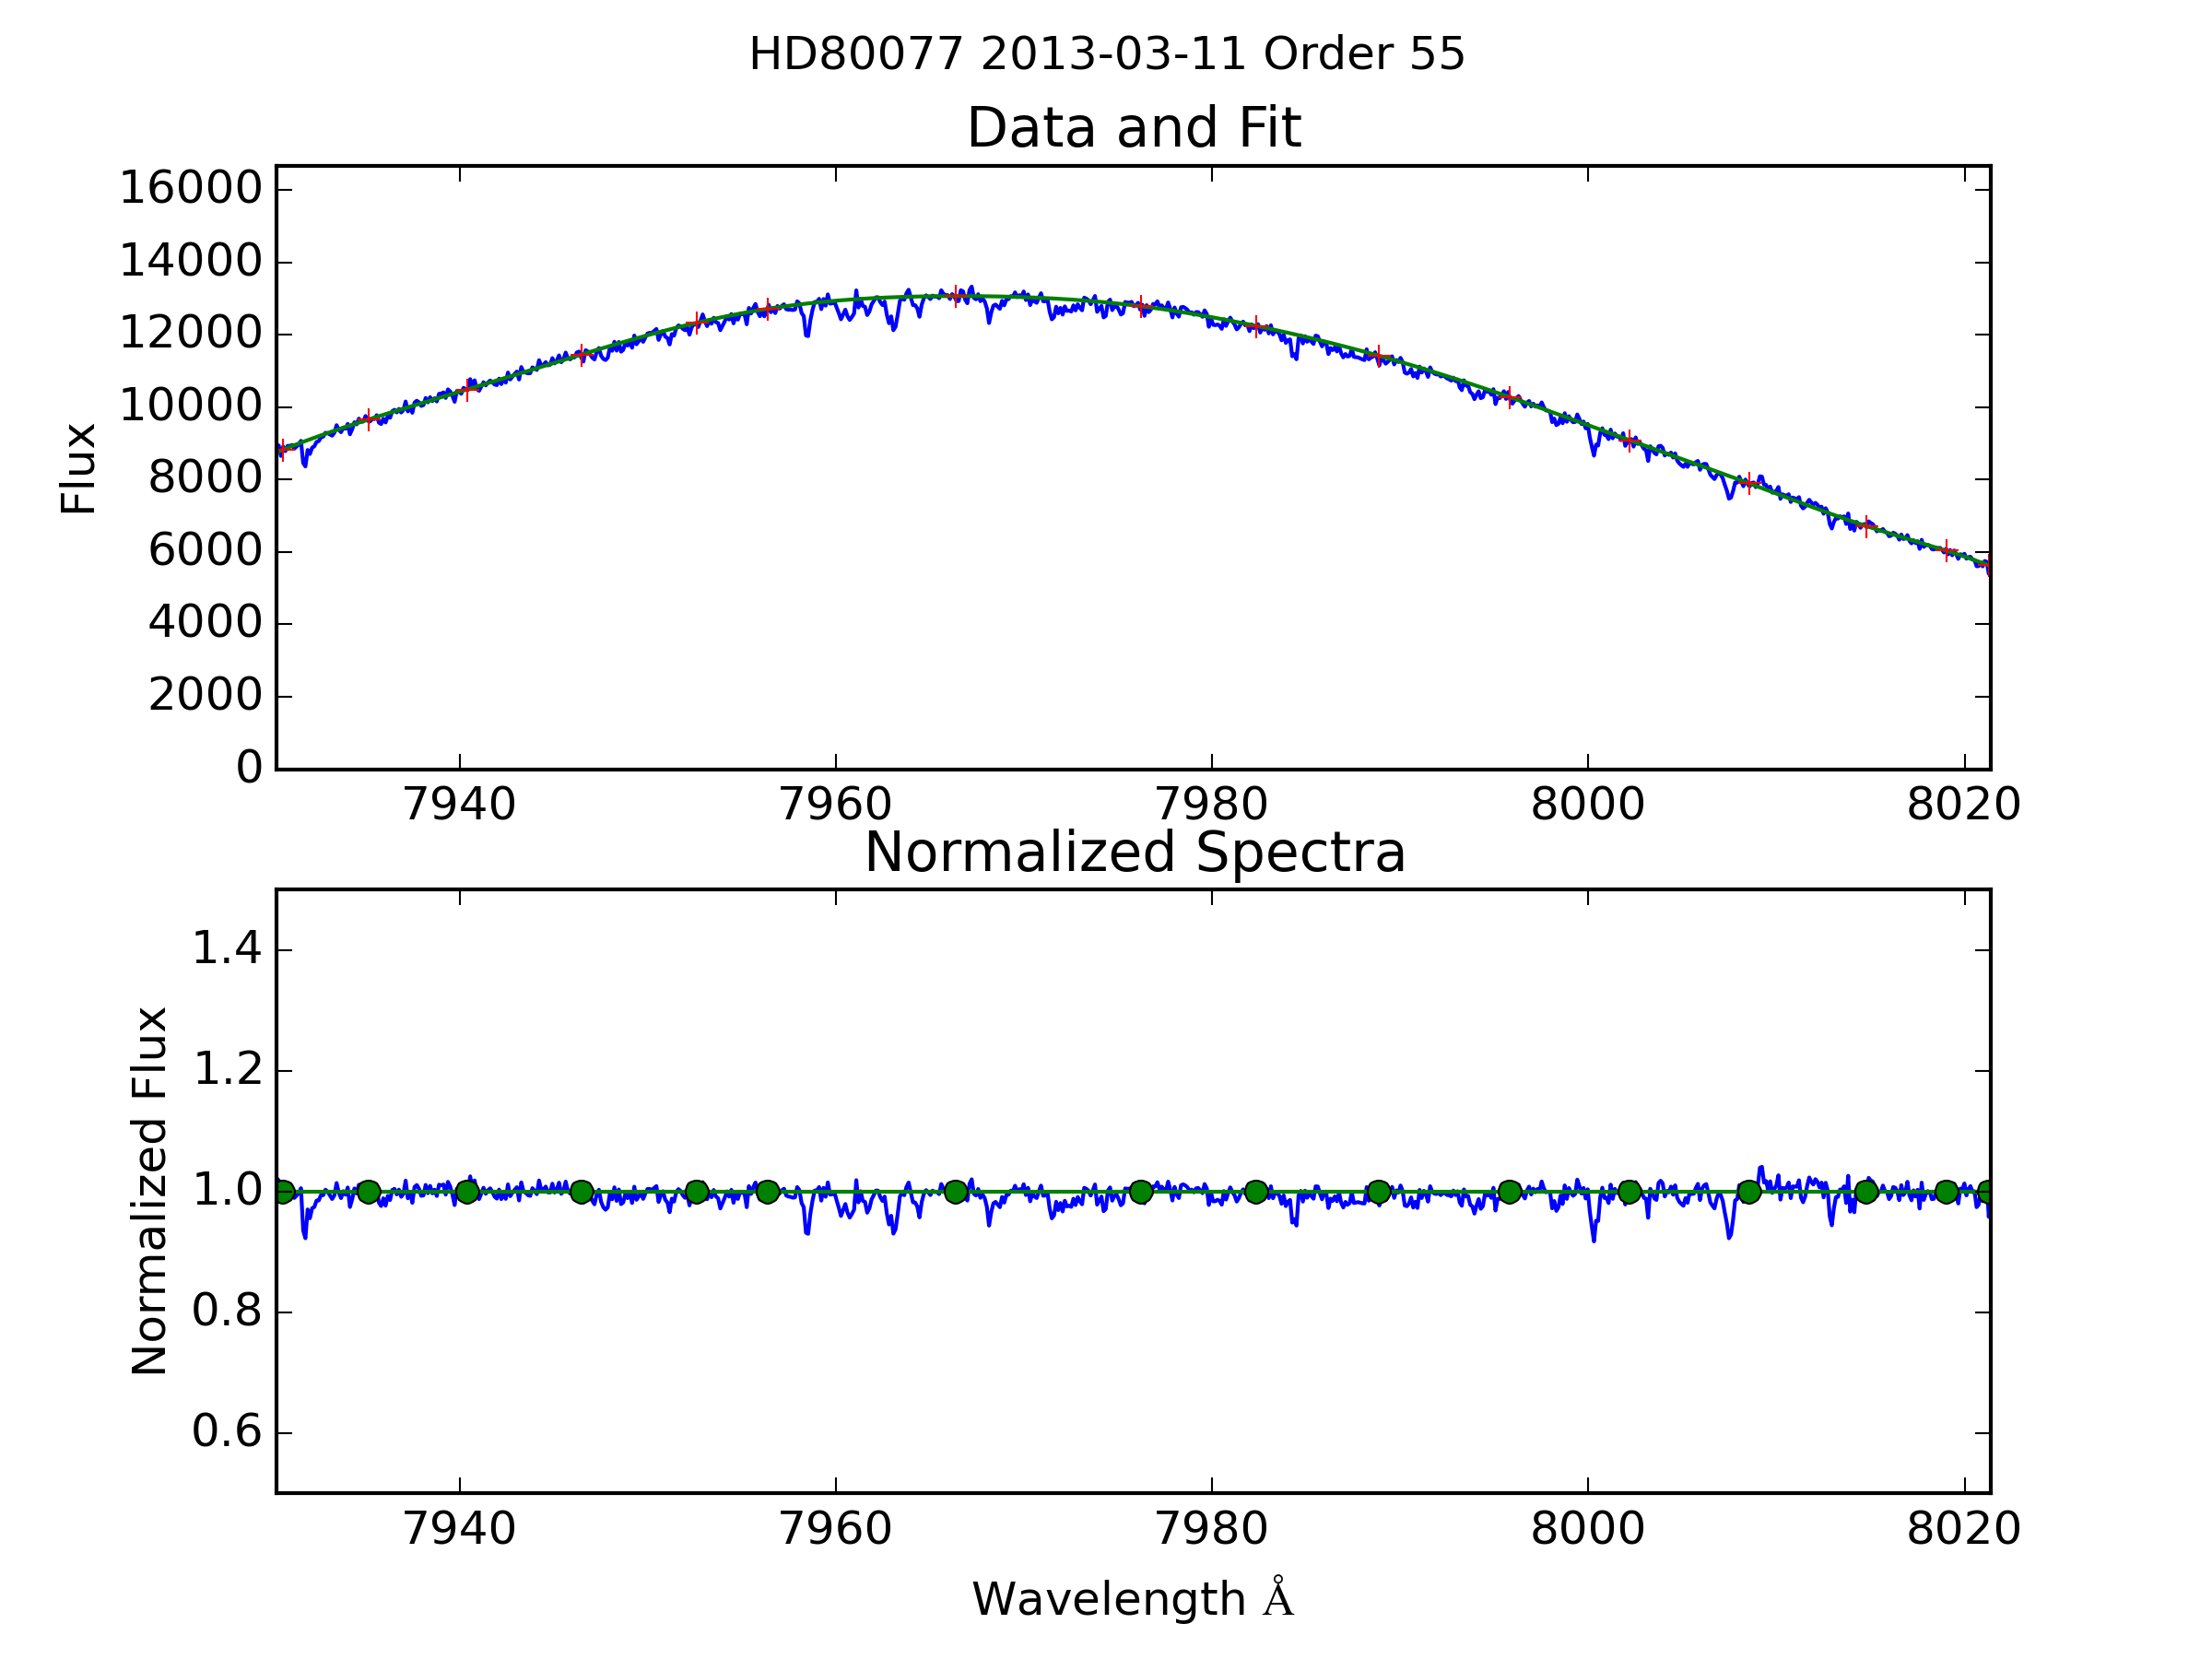 HD80077 2013-03-11 Order 55
Data and Fit
16000
14000
12000
10000
8000
6000
4000
2000
0
Flux
7940 7960 7980 8000 8020
Normalized Spectra
1.4
1.2
1.0
0.8
0.6
Normalized Flux
7940 7960 7980 8000 8020
Wavelength Å